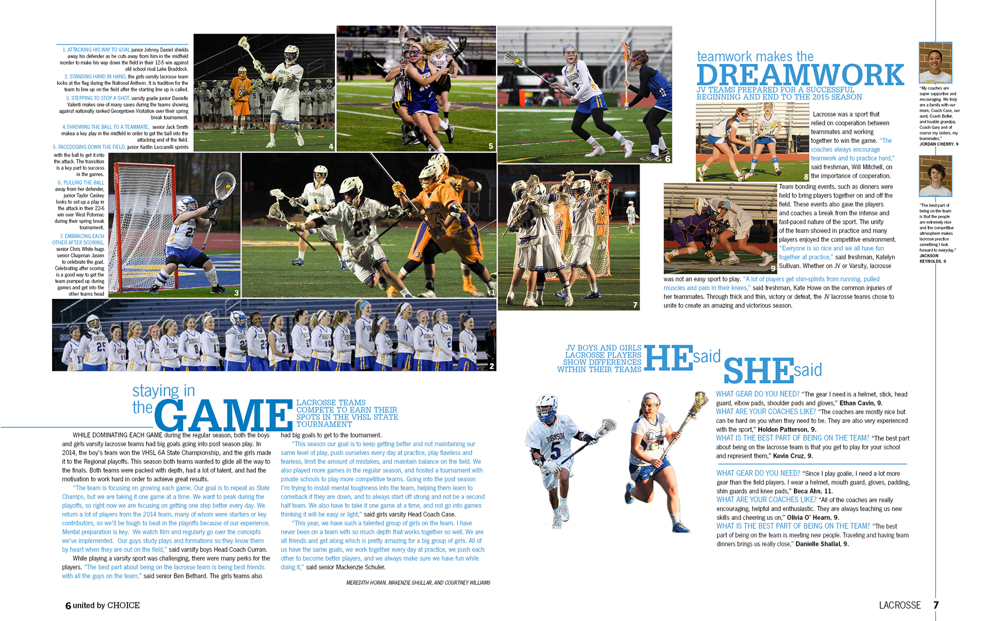 1. ATTACKING HIS WAY TO GOAL junior Johnny Daniel shields
away his defender as he cuts away from him in the midfield
inorder to make his way down the field in their 12-5 win against
old school rival Lake Braddock.
2. STANDING HAND IN HAND, the girls varsity lacrosse team
looks at the flag during the National Anthem. It is tradition for the
team to line up on the field after the starting line up is called.
3. STEPPING TO STOP A SHOT, varsity goalie junior Danielle
Valenti makes one of many saves during the teams showing
against nationally ranked Georgetown Visitation over their spring
break tournament.
4.THROWING THE BALL TO A TEAMMATE, senior Jack Smith
makea a key play in the midfeld in order to get the ball into the
attacking end of the field.
5. FACEDOGING DOWN THE FIELD, junior Kaitlin Luccarelli sprints
with the ball to get it into
the attack. The transition
is a key part to success
in the games.
6. PULLING THE BALL
away from her defender,
junior Taylor Caskey
looks to set up a play in
the attack in their 22-6
win over West Potomac
during their spring break
tournament.
7. EMBRACING EACH
OTHER AFTER SCORING,
senior Chris White hugs
senior Chapman Jasien
to celebrate the goal.
Celebrating after scoring
is a good way to get the
team pumped up during
games and get into the
other teams head
4
5
6
3
1
7
2
staying in
the GAME
LACROSSE TEAMS
COMPETE TO EARN THEIR
SPOTS IN THE VHSL STATE
TOURNAMENT
WHILE DOMINATING EACH GAME during the regular season, both the boys
and girls varsity lacrosse teams had big goals going into post season play. In
2014, the boy's team won the VHSL 6A State Championship, and the girls made
it to the Regional playoffs. This season both teams wanted to glide all the way to
the finals. Both teams were packed with depth, had a lot of talent, and had the
motivation to work hard in order to achieve great results.
“The team is focusing on growing each game. Our goal is to repeat as State
Champs, but we are taking it one game at a time. We want to peak during the
playoffs, so right now we are focusing on getting one step better every day. We
return a lot of players from the 2014 team, many of whom were starters or key
contributors, so we'll be tough to beat in the playoffs because of our experience.
Mental preparation is key. We watch film and regularly go over the concepts
we've implemented. Our guys study plays and formations so they know them
by heart when they are out on the field,” said varsity boys Head Coach Curran.
While playing a varsity sport was challenging, there were many perks for the
players. “The best part about being on the lacrosse team is being best friends
with all the guys on the team,” said senior Ben Bethard. The girls teams also
had big goals to get to the tournament.
“This season our goal is to keep getting better and not maintaining our
same level of play, push ourselves every day at practice, play flawless and
fearless, limit the amount of mistakes, and maintain balance on the field. We
also played more games in the regular season, and hosted a tournament with
private schools to play more competitive teams. Going into the post season
I'm trying to install mental toughness into the team, helping them learn to
comeback if they are down, and to always start off strong and not be a second
half team. We also have to take it one game at a time, and not go into games
thinking it will be easy or light,” said girls varsity Head Coach Case.
“This year, we have such a talented group of girls on the team. I have
never been on a team with so much depth that works together so well. We are
all friends and get along which is pretty amazing for a big group of girls. All of
us have the same goals, we work together every day at practice, we push each
other to become better players, and we always make sure we have fun while
doing it,” said senior Mackenzie Schuler.
MEREDITH HORAN, MAKENZIE SHULLAR, AND COURTNEY WILLIAMS
6 united by CHOICE
teamwork makes the
DREAMWORK
JV TEAMS PREPARED FOR A SUCCESSFUL
BEGINNING AND END TO THE 2015 SEASON
8
9
Lacrosse was a sport that
relied on cooperation between
teammates and working
together to win the game. “The
coaches always encourage
teamwork and to practice hard,”
said freshman, Will Mitchell, on
the importance of cooperation.
Team bonding events, such as dinners were
held to bring players together on and off the
field. These events also gave the players
and coaches a break from the intense and
fast-paced nature of the sport. The unity
of the team showed in practice and many
players enjoyed the competitive environment.
“Everyone is so nice and we all have fun
together at practice,” said freshman, Katelyn
Sullivan. Whether on JV or Varsity, lacrosse
was not an easy sport to play. “A lot of players get shin-splints from running, pulled
muscles and pain in their knees,” said freshman, Kate Howe on the common injuries of
her teammates. Through thick and thin, victory or defeat, the JV lacrosse teams chose to
unite to create an amazing and victorious season.
“My coaches are
super supportive and
encouraging. We truly
are a family with our
mom, Coach Case, our
aunt, Coach Butler,
and lovable grandpa,
Coach Gary and of
course my sisters, my
teammates,”
JORDAN CHERRY. 9
“The best part of
being on the team
is that the people
are extremely nice
and the competitive
atmosphere makes
lacrosse practice
something I look
forward to everyday.”
JACKSON
REYNOLDS. 9
JV BOYS AND GIRLS
LACROSSE PLAYERS
SHOW DIFFERENCES
WITHIN THEIR TEAMS
HE said
SHE said
ROBINSON
5
WHAT GEAR DO YOU NEED? “The gear I need is a helmet, stick, head
guard, elbow pads, shoulder pads and gloves,” Ethan Cavin, 9.
WHAT ARE YOUR COACHES LIKE? “The coaches are mostly nice but
can be hard on you when they need to be. They are also very experienced
with the sport,” Holden Patterson, 9.
WHAT IS THE BEST PART OF BEING ON THE TEAM? “The best part
about being on the lacrosse team is that you get to play for your school
and represent them,” Kevin Cruz, 9.
WHAT GEAR DO YOU NEED? “Since I play goalie, I need a lot more
gear than the field players. I wear a helmet, mouth guard, gloves, padding,
shin guards and knee pads,” Beca Ahn, 11.
WHAT ARE YOUR COACHES LIKE? “All of the coaches are really
encouraging, helpful and enthusiastic. They are always teaching us new
skills and cheering us on,” Olivia O' Hearn, 9.
WHAT IS THE BEST PART OF BEING ON THE TEAM? “The best
part of being on the team is meeting new people. Traveling and having team
dinners brings us really close,” Danielle Shallal, 9.
LACROSSE 7